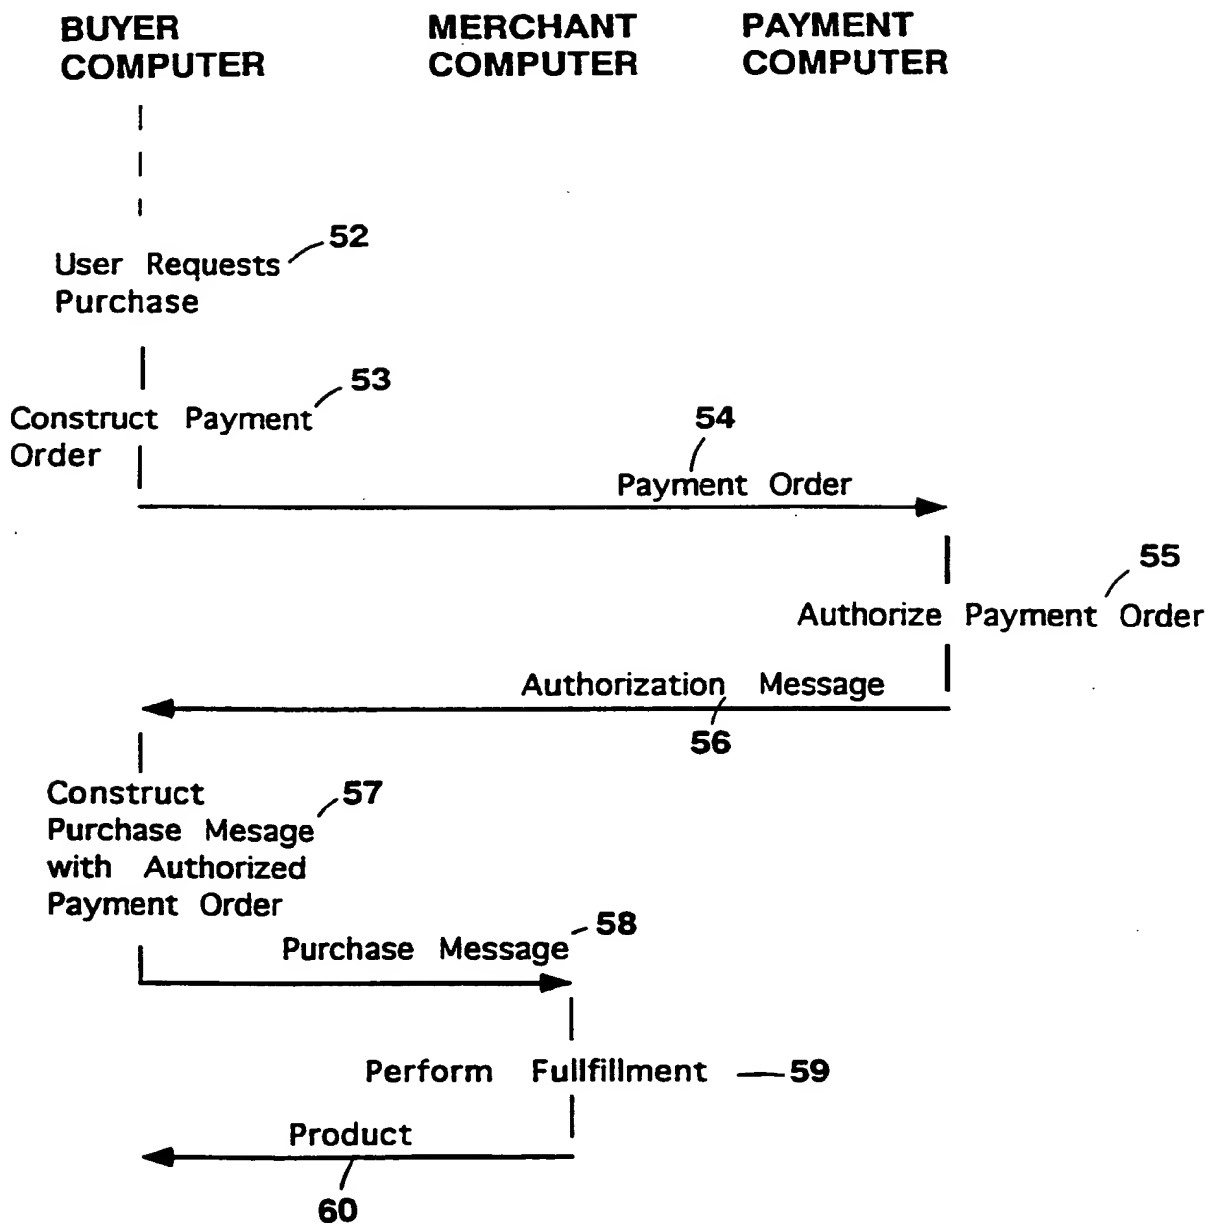 BUYER COMPUTER
MERCHANT COMPUTER
PAYMENT COMPUTER
52
User Requests
Purchase
53
Construct Payment
Order
54
Payment Order
55
Authorize Payment Order
Authorization Message
56
Construct
57
Purchase Mesage
with Authorized
Payment Order
58
Purchase Message
Perform Fullfillment
59
Product
60